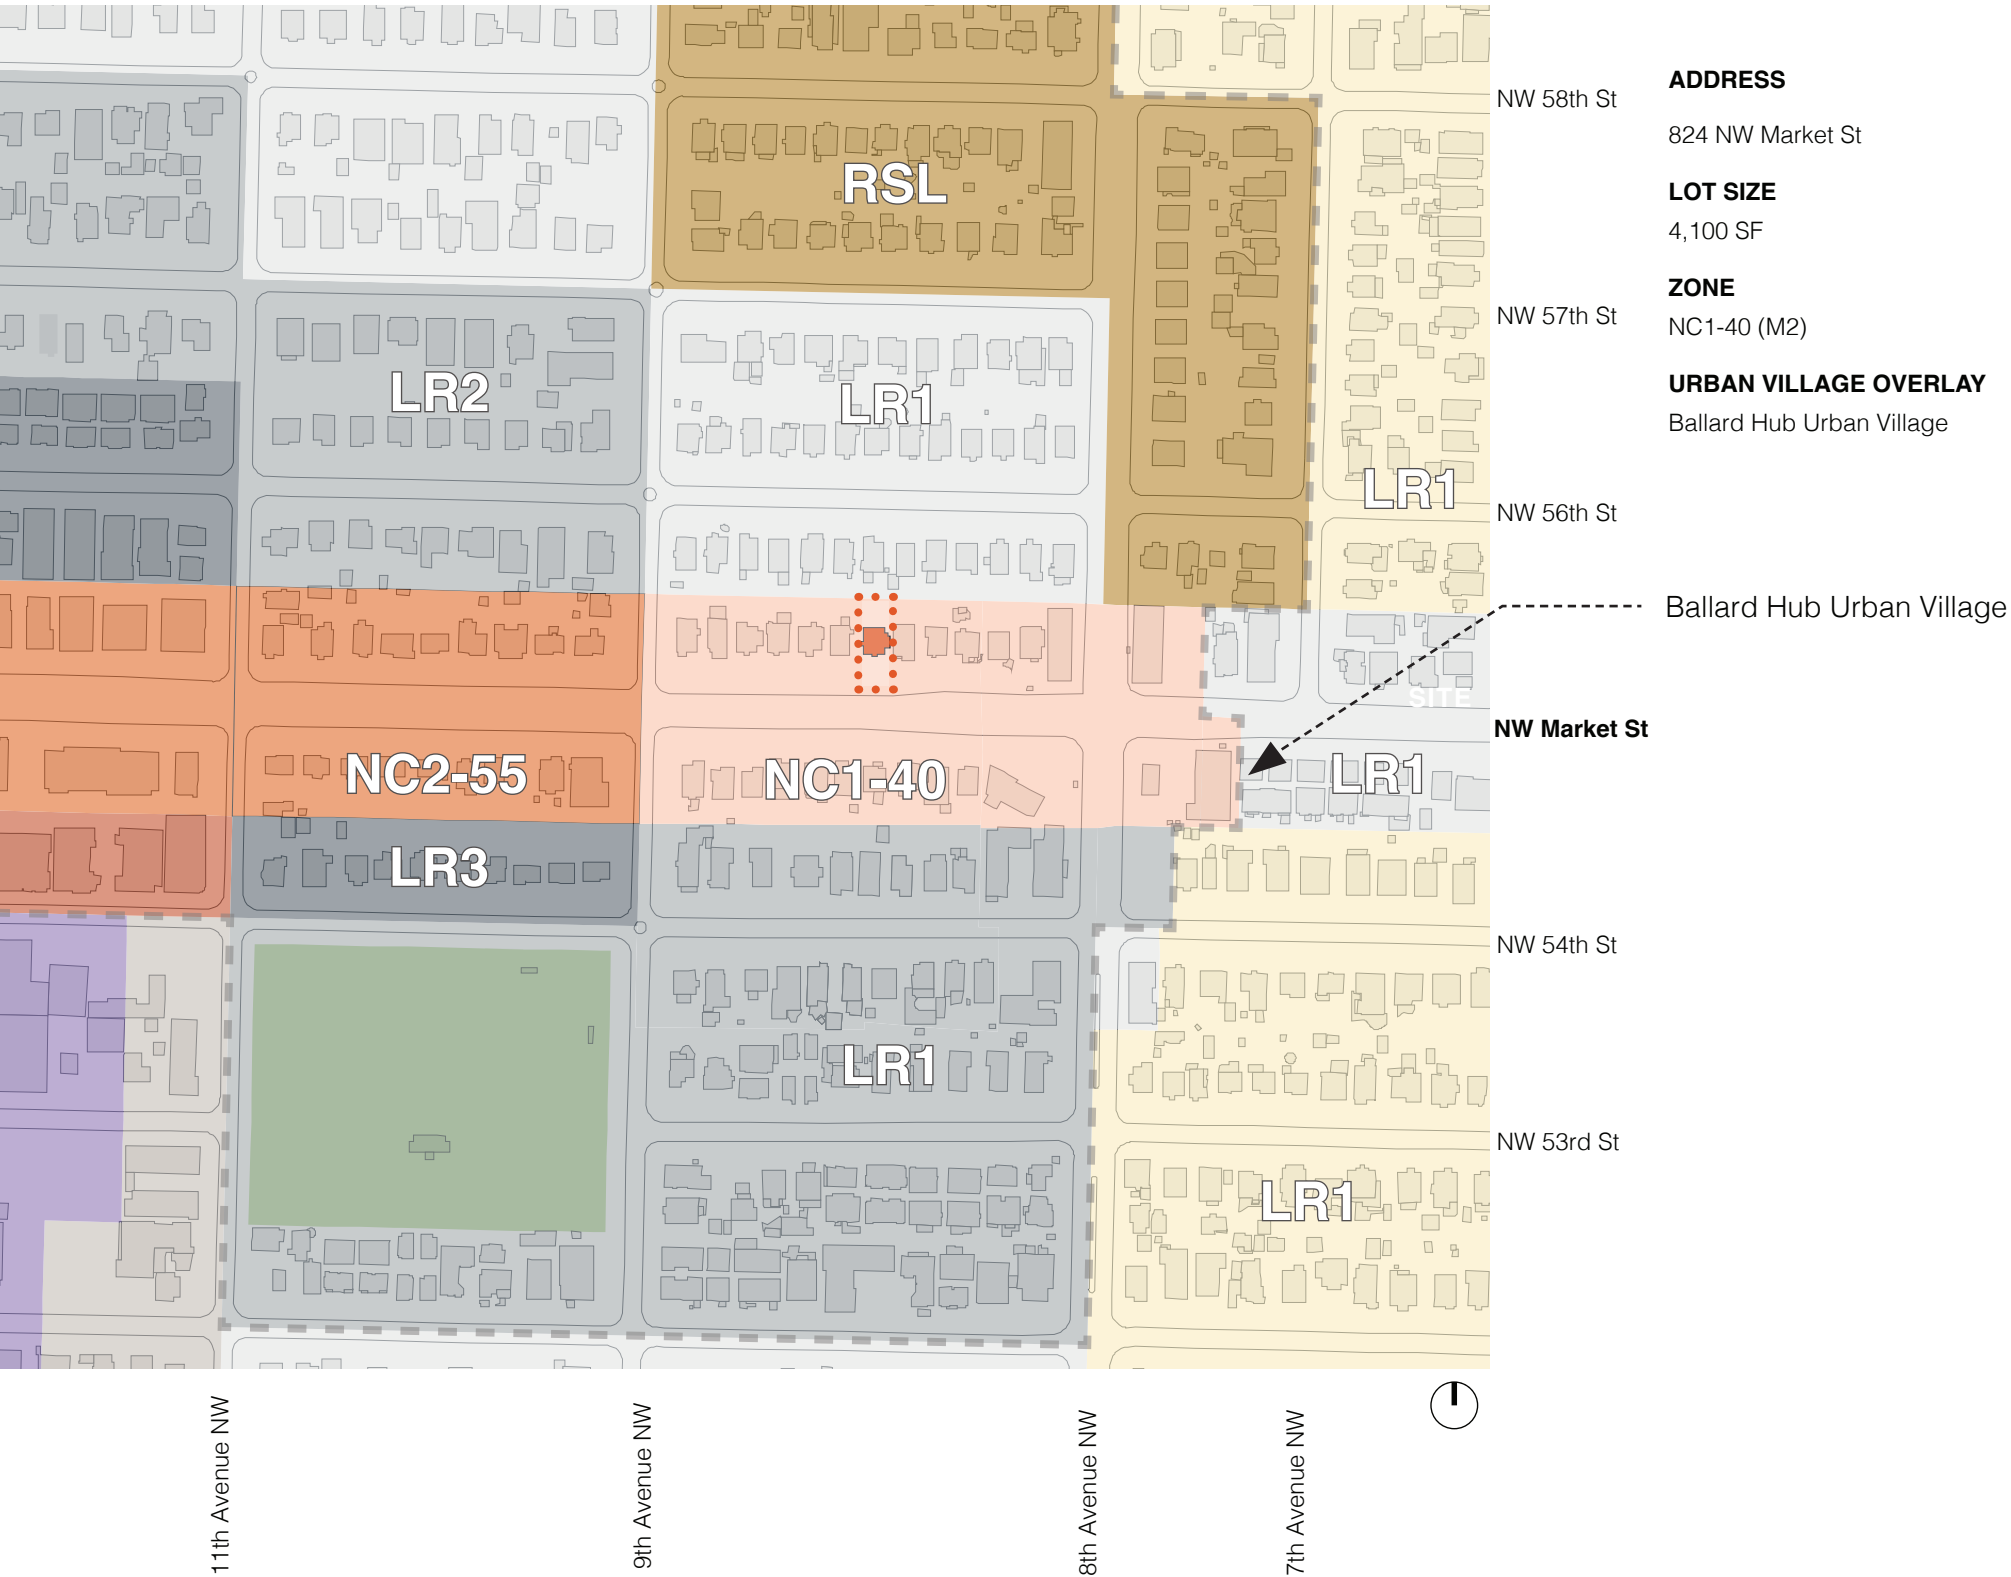 ADDRESS
824 NW Market St
LOT SIZE
4,100 SF
ZONE
NC1-40 (M2)
URBAN VILLAGE OVERLAY
Ballard Hub Urban Village
NW 58th St
RSL
NW 57th St
LR2
LR1
LR1
NW 56th St
Ballard Hub Urban Village
SITE
NW Market St
NC2-55
NC1-40
LR1
LR3
NW 54th St
LR1
NW 53rd St
LR1
11th Avenue NW
9th Avenue NW
8th Avenue NW
7th Avenue NW